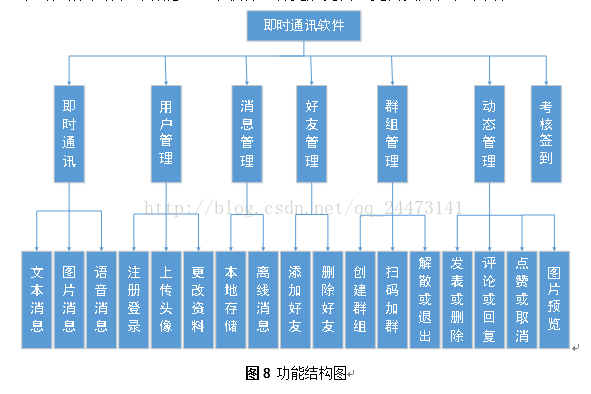 即时通讯软件
即时通讯
用户管理
消息管理
好友管理
群组管理
动态管理
考核签到
http://blog.csdn.net/qq_24473141
文本消息
图片消息
语音消息
注册登录
上传头像
更改资料
本地存储
离线消息
添加好友
删除好友
创建群组
扫码加群
解散或退出
发表或删除
评论或回复
点赞或取消
图片预览
图 8 功能结构图